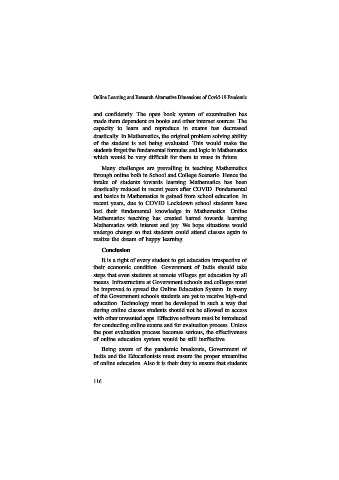 Online Learning and Research Alternative Dimensions of Covid-19 Pandemic
and confidently. The open book system of examination has
made them dependent on books and other internet sources. The
capacity to learn and reproduce in exams has decreased
drastically. In Mathematics, the original problem solving ability
of the student is not being evaluated. This would make the
students forget the fundamental formulas and logic in Mathematics
which would be very difficult for them to reuse in future.
Many challenges are prevailing in teaching Mathematics
through online both in School and College Scenario. Hence the
intake of students towards learning Mathematics has been
drastically reduced in recent years after COVID. Fundamental
and basics in Mathematics is gained from school education. In
recent years, due to COVID Lockdown school students have
lost their fundamental knowledge in Mathematics. Online
Mathematics teaching has created hatred towards learning
Mathematics with interest and joy. We hope situations would
undergo change so that students could attend classes again to
realize the dream of happy learning.
Conclusion
It is a right of every student to get education irrespective of
their economic condition. Government of India should take
steps that even students at remote villages get education by all
means. Infrastructure at Government schools and colleges must
be improved to spread the Online Education System. In many
of the Government schools students are yet to receive high-end
education. Technology must be developed in such a way that
during online classes students should not be allowed to access
with other unwanted apps. Effective software must be introduced
for conducting online exams and for evaluation process. Unless
the post evaluation process becomes serious, the effectiveness
of online education system would be still ineffective.
Being aware of the pandemic breakouts, Government of
India and the Educationists must ensure the proper streamline
of online education. Also it is their duty to ensure that students
116